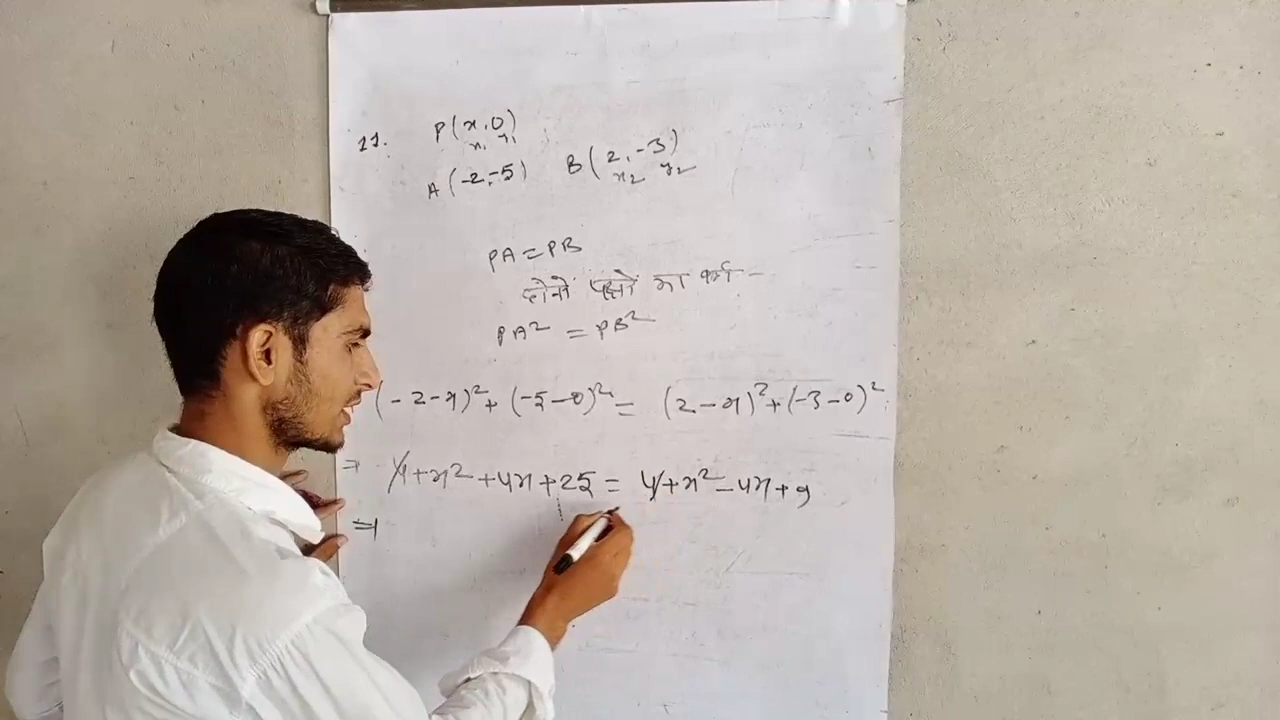 11. P(x, 0)
x₁ y₁
A(-2, -5) B(2, -3)
x₂ y₂
PA = PB
दोनों पक्षों का वर्ग –
PA² = PB²
(-2-x)² + (-5-0)² = (2-x)² + (-3-0)²
⇒ 4+x²+4x+25 = 4+x²-4x+9
⇒